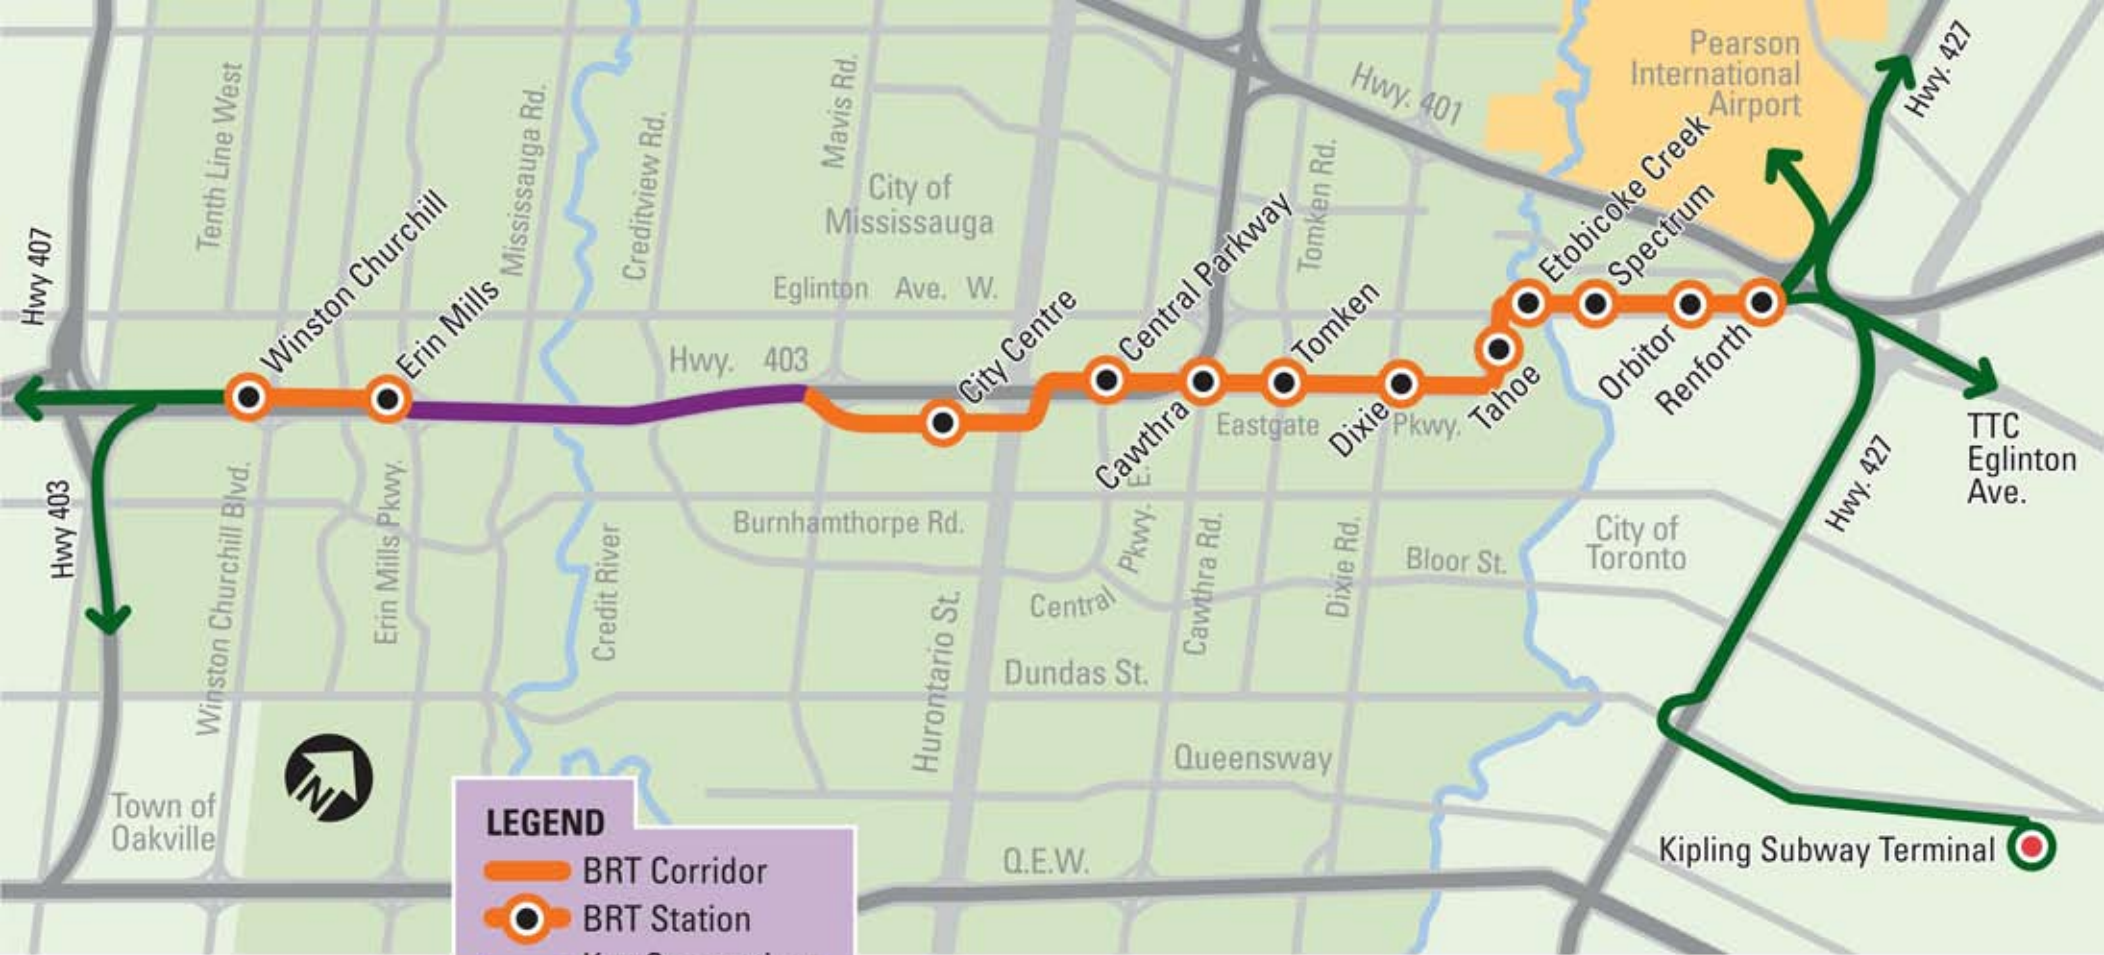 Pearson
International
Airport
Hwy. 427
Hwy. 401
Tenth Line West
Mississauga Rd.
Creditview Rd.
Mavis Rd.
City of
Mississauga
Tomken Rd.
Hwy 407
Winston Churchill
Erin Mills
Eglinton Ave. W.
Hwy. 403
City Centre
Central Parkway
Cawthra
Tomken
Dixie
Tahoe
Etobicoke Creek
Spectrum
Orbitor
Renforth
Eastgate Pkwy.
TTC
Eglinton
Ave.
Hwy. 427
Hwy 403
Winston Churchill Blvd.
Erin Mills Pkwy.
Credit River
Burnhamthorpe Rd.
Central Pkwy. E.
Cawthra Rd.
Dixie Rd.
Bloor St.
City of
Toronto
Hurontario St.
Dundas St.
Queensway
Town of
Oakville
N
Q.E.W.
Kipling Subway Terminal
LEGEND
BRT Corridor
BRT Station